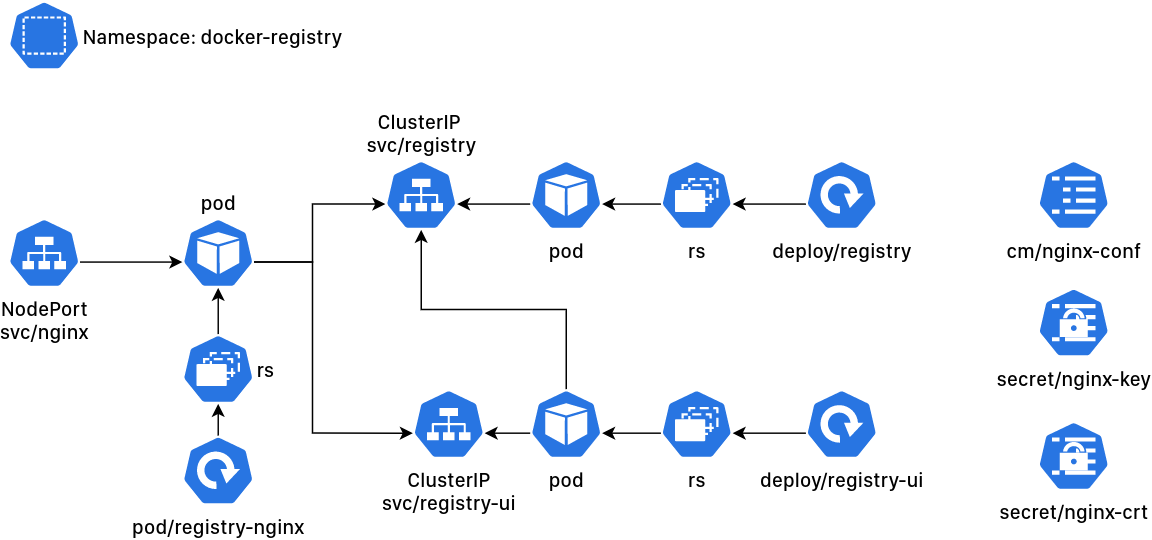 Namespace: docker-registry
ClusterIP
svc/registry
pod
pod
rs
deploy/registry
cm/nginx-conf
NodePort
svc/nginx
rs
secret/nginx-key
ClusterIP
svc/registry-ui
pod
rs
deploy/registry-ui
secret/nginx-crt
pod/registry-nginx